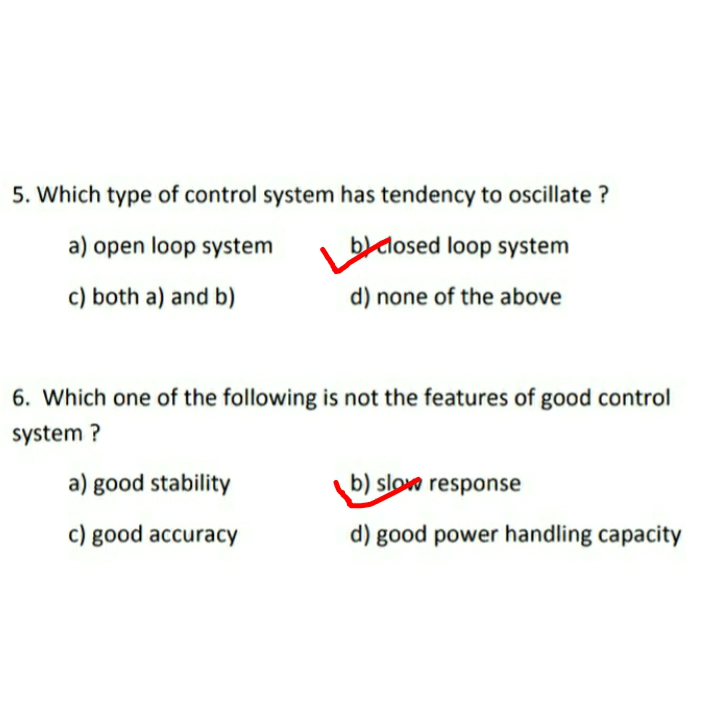 5. Which type of control system has tendency to oscillate ?
a) open loop system b) closed loop system
c) both a) and b) d) none of the above
6. Which one of the following is not the features of good control
system ?
a) good stability b) slow response
c) good accuracy d) good power handling capacity